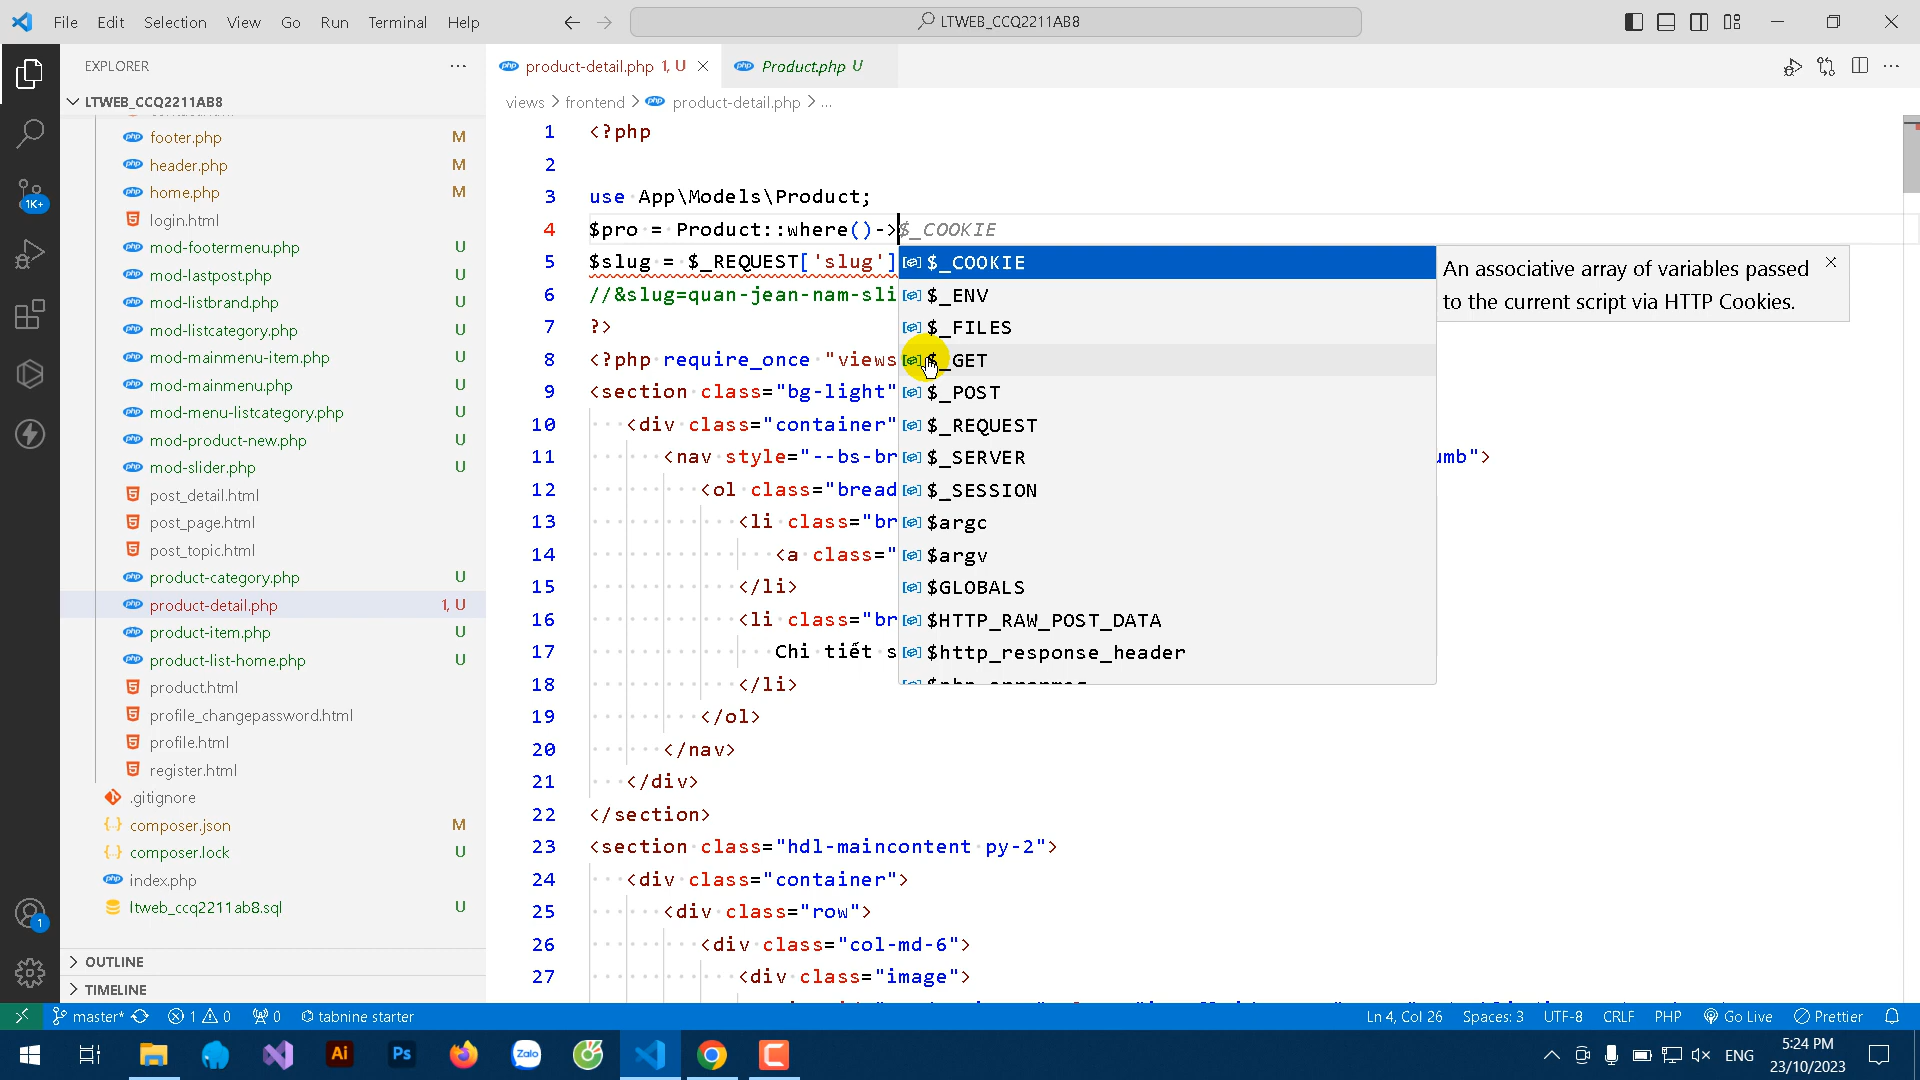 File Edit Selection View Go Run Terminal Help
LTWEB_CCQ2211AB8
EXPLORER
product-detail.php 1, U
Product.php U
LTWEB_CCQ2211AB8
views > frontend > product-detail.php > ...
footer.php M
header.php M
home.php M
login.html
mod-footermenu.php U
mod-lastpost.php U
mod-listbrand.php U
mod-listcategory.php U
mod-mainmenu-item.php U
mod-mainmenu.php U
mod-menu-listcategory.php U
mod-product-new.php U
mod-slider.php U
post_detail.html
post_page.html
post_topic.html
product-category.php U
product-detail.php 1, U
product-item.php U
product-list-home.php U
product.html
profile_changepassword.html
profile.html
register.html
.gitignore
composer.json M
composer.lock U
index.php
ltweb_ccq2211ab8.sql U
OUTLINE
TIMELINE
1K+
1
1 <?php
2
3 use App\Models\Product;
4 $pro = Product::where()->$_COOKIE
5 $slug = $_REQUEST['slug']
6 //&slug=quan-jean-nam-sli
7 ?>
8 <?php require_once "views
9 <section class="bg-light"
10 <div class="container"
11 <nav style="--bs-br umb">
12 <ol class="bread
13 <li class="br
14 <a class="
15 </li>
16 <li class="br
17 Chi tiết s
18 </li>
19 </ol>
20 </nav>
21 </div>
22 </section>
23 <section class="hdl-maincontent py-2">
24 <div class="container">
25 <div class="row">
26 <div class="col-md-6">
27 <div class="image">
$_COOKIE
$_ENV
$_FILES
$_GET
$_POST
$_REQUEST
$_SERVER
$_SESSION
$argc
$argv
$GLOBALS
$HTTP_RAW_POST_DATA
$http_response_header
An associative array of variables passed
to the current script via HTTP Cookies.
master* 1 0 0 tabnine starter
Ln 4, Col 26 Spaces: 3 UTF-8 CRLF PHP Go Live Prettier
Ai Ps Zalo
ENG
5:24 PM
23/10/2023